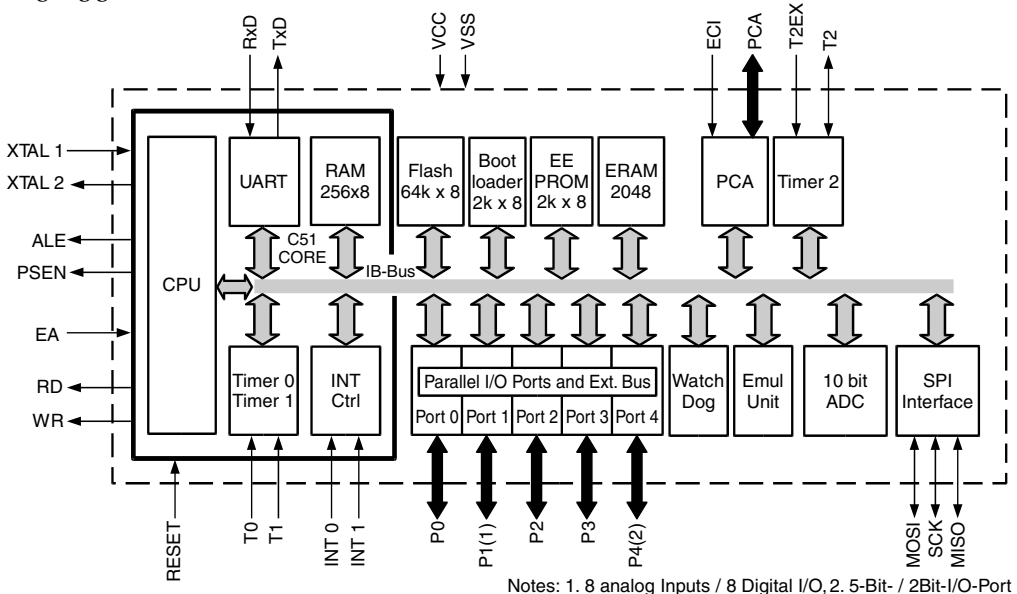 RxD
TxD
VCC
VSS
ECI
PCA
T2EX
T2
XTAL 1
XTAL 2
ALE
PSEN
EA
RD
WR
CPU
UART
RAM
256x8
C51
CORE
IB-Bus
Flash
64k x 8
Boot
loader
2k x 8
EE
PROM
2k x 8
ERAM
2048
PCA
Timer 2
Timer 0
Timer 1
INT
Ctrl
Parallel I/O Ports and Ext. Bus
Port 0
Port 1
Port 2
Port 3
Port 4
Watch
Dog
Emul
Unit
10 bit
ADC
SPI
Interface
RESET
T0
T1
INT 0
INT 1
P0
P1(1)
P2
P3
P4(2)
MOSI
SCK
MISO
Notes: 1. 8 analog Inputs / 8 Digital I/O, 2. 5-Bit- / 2Bit-I/O-Port